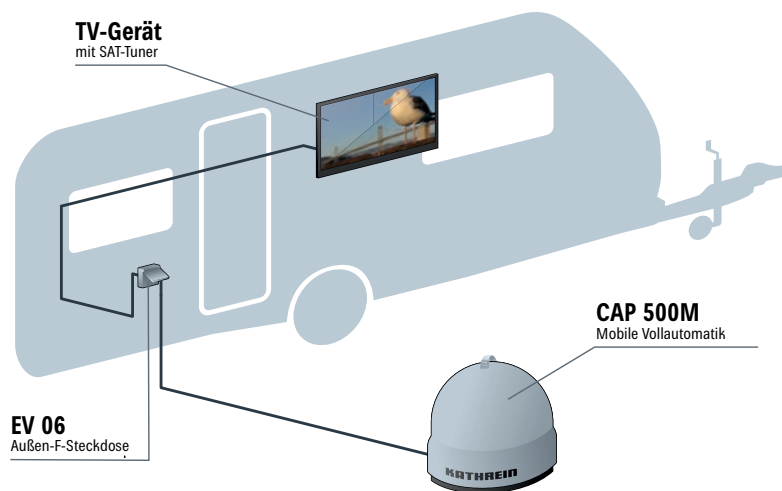 TV-Gerät
mit SAT-Tuner
CAP 500M
Mobile Vollautomatik
EV 06
Außen-F-Steckdose
KATHREIN